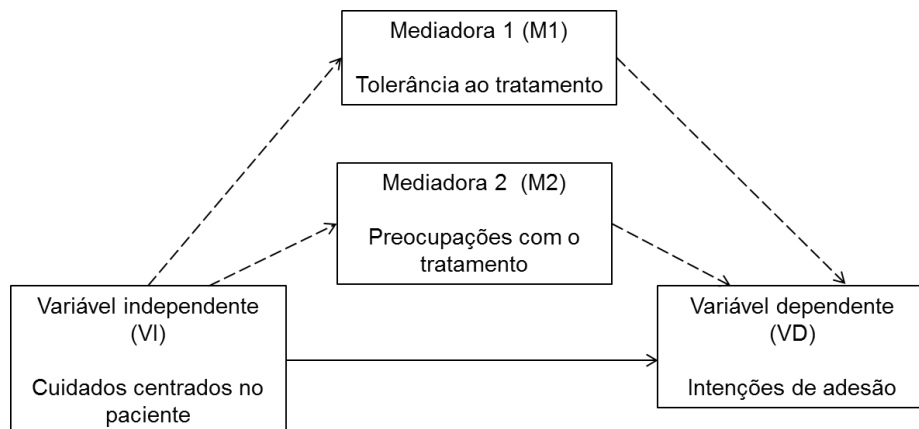 Mediadora 1 (M1)
Tolerância ao tratamento
Mediadora 2 (M2)
Preocupações com o
tratamento
Variável independente
(VI)
Cuidados centrados no
paciente
Variável dependente
(VD)
Intenções de adesão